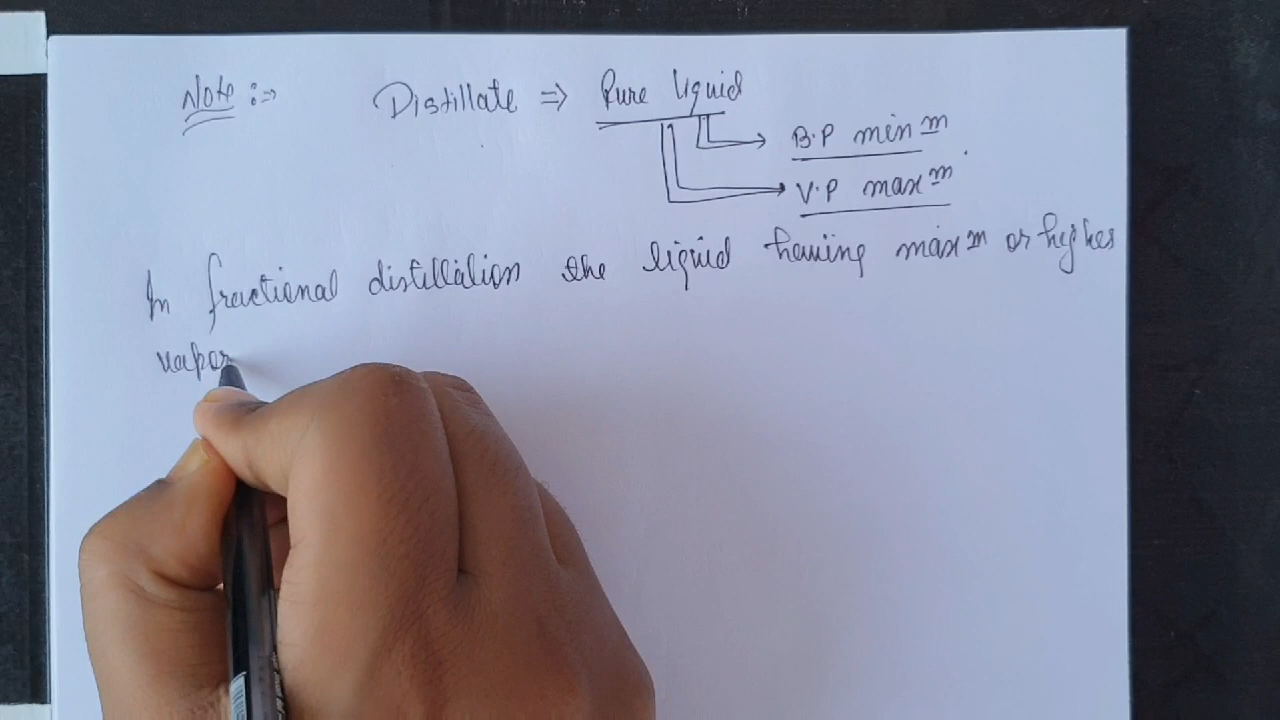 Note :⇒ Distillate ⇒ Pure liquid
B.P minm
V.P maxm
In fractional distillation the liquid having maxm or higher
vapor